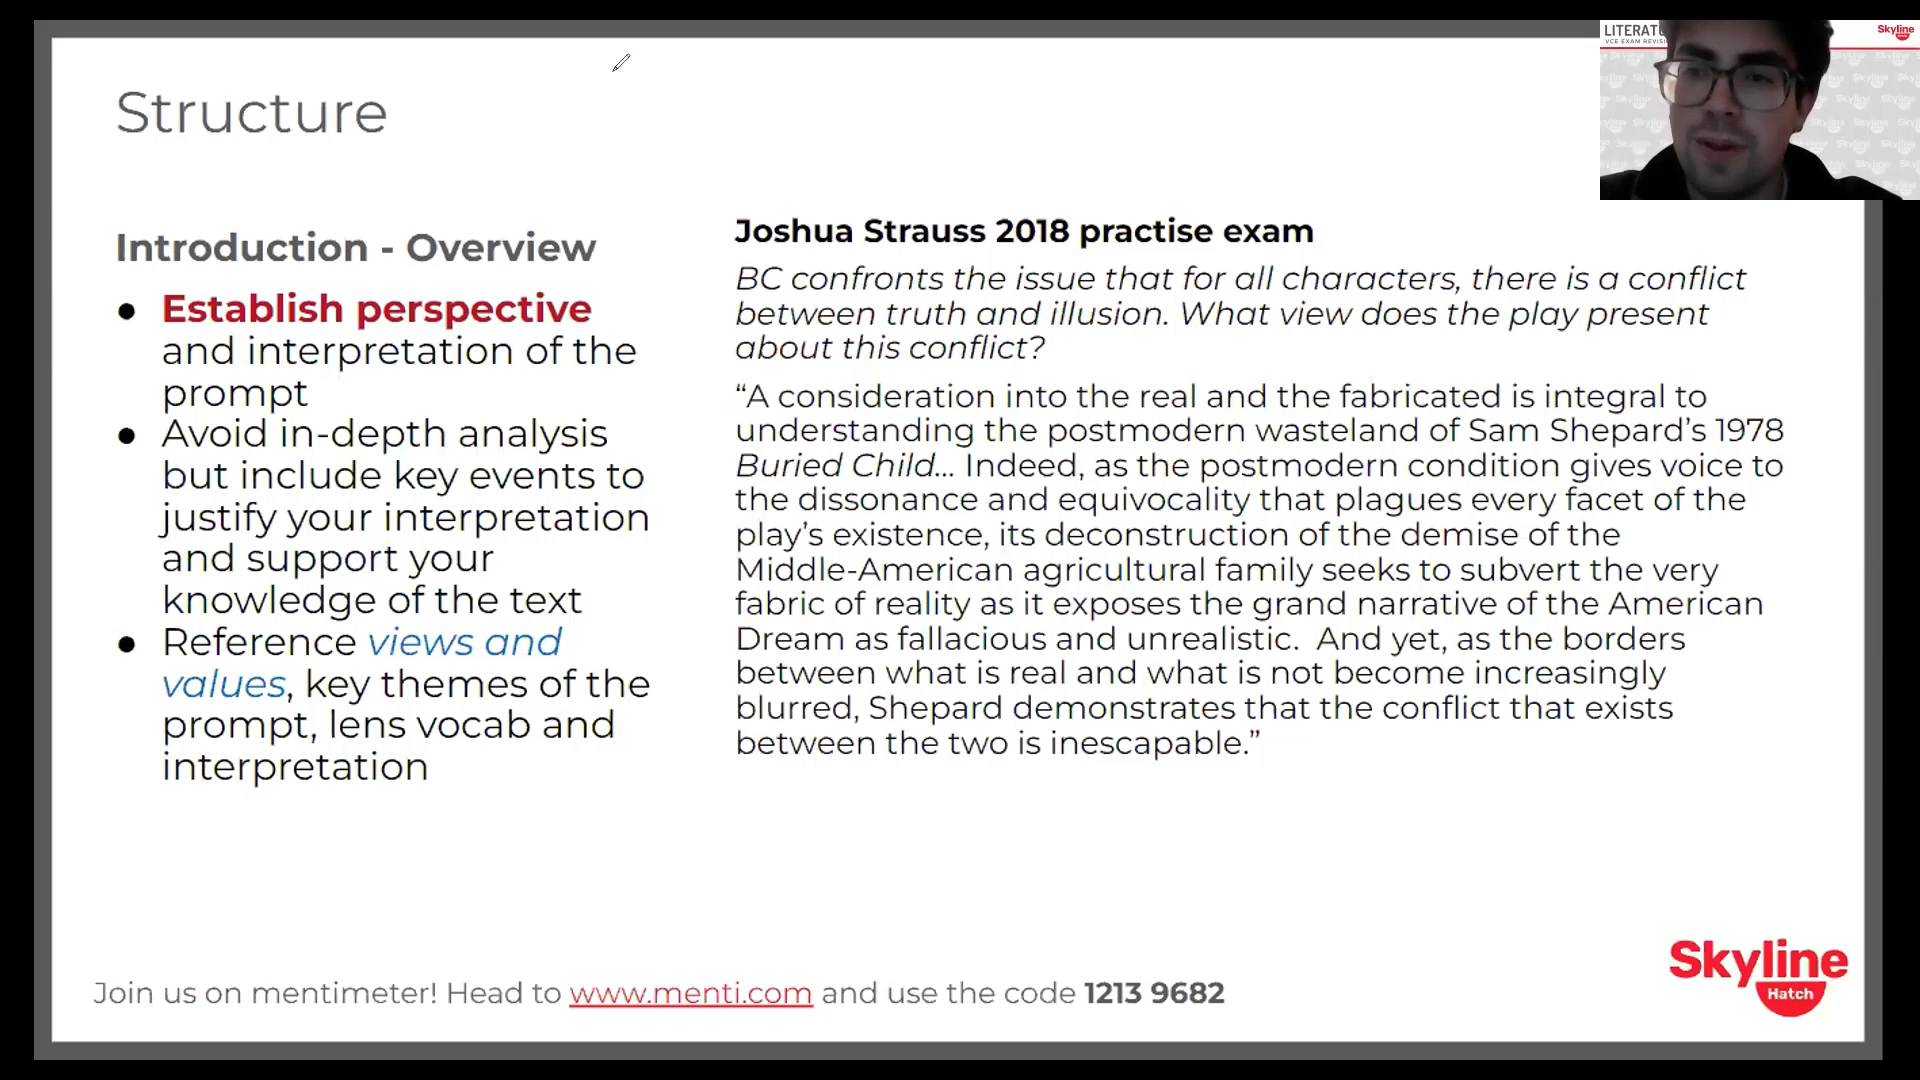 Structure
Introduction - Overview
● Establish perspective
and interpretation of the
prompt
● Avoid in-depth analysis
but include key events to
justify your interpretation
and support your
knowledge of the text
● Reference views and
values, key themes of the
prompt, lens vocab and
interpretation
Joshua Strauss 2018 practise exam
BC confronts the issue that for all characters, there is a conflict
between truth and illusion. What view does the play present
about this conflict?
“A consideration into the real and the fabricated is integral to
understanding the postmodern wasteland of Sam Shepard’s 1978
Buried Child... Indeed, as the postmodern condition gives voice to
the dissonance and equivocality that plagues every facet of the
play’s existence, its deconstruction of the demise of the
Middle-American agricultural family seeks to subvert the very
fabric of reality as it exposes the grand narrative of the American
Dream as fallacious and unrealistic.  And yet, as the borders
between what is real and what is not become increasingly
blurred, Shepard demonstrates that the conflict that exists
between the two is inescapable.”
LITERATU
VCE EXAM REVISI
Skyline
Join us on mentimeter! Head to www.menti.com and use the code 1213 9682
Skyline
Hatch